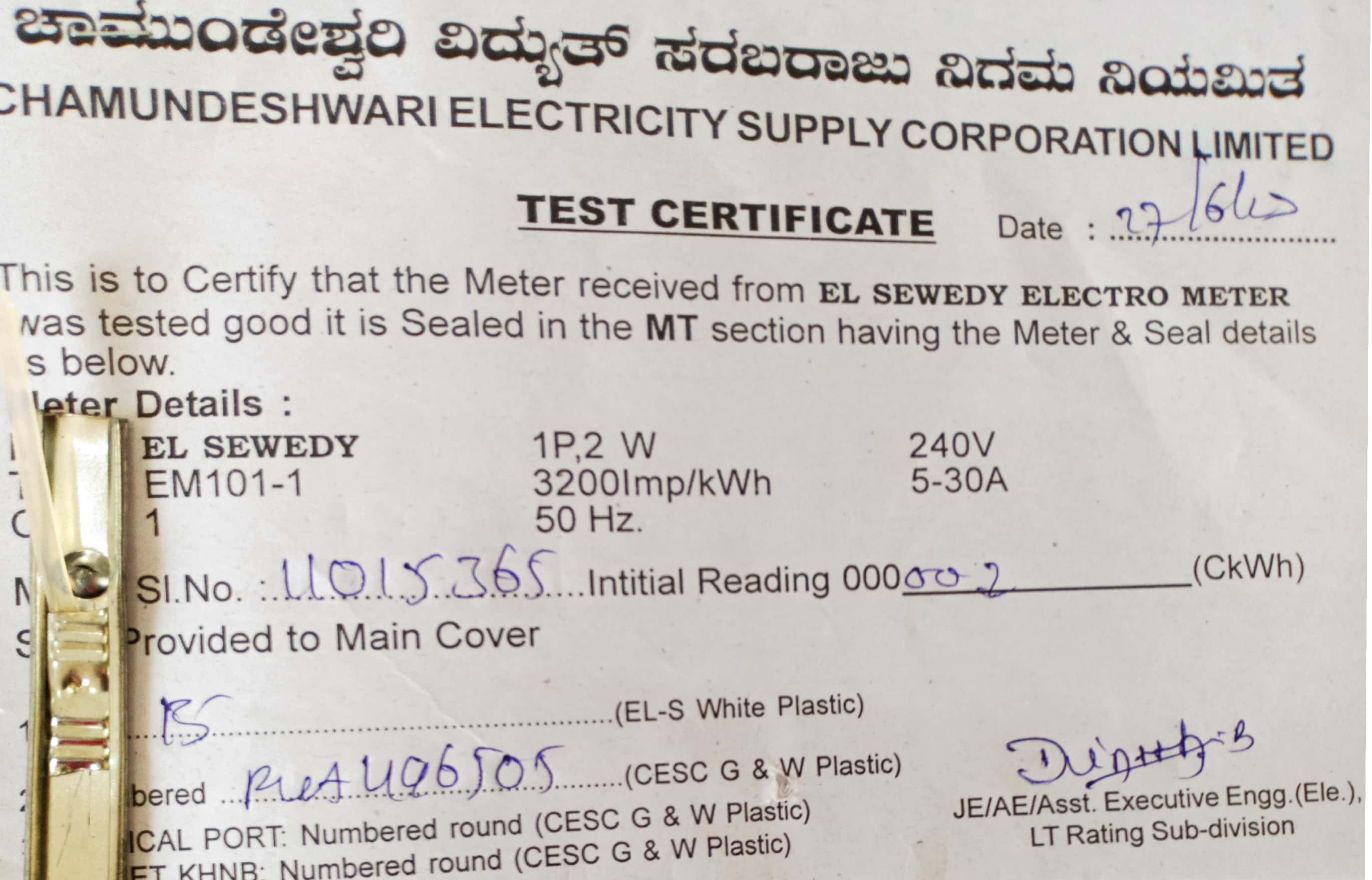 ಚಾಮುಂಡೇಶ್ವರಿ ವಿದ್ಯುತ್ ಸರಬರಾಜು ನಿಗಮ ನಿಯಮಿತ
CHAMUNDESHWARI ELECTRICITY SUPPLY CORPORATION LIMITED
TEST CERTIFICATE Date :
This is to Certify that the Meter received from EL SEWEDY ELECTRO METER
was tested good it is Sealed in the MT section having the Meter & Seal details
s below.
eter Details :
EL SEWEDY 1P,2 W 240V
EM101-1 3200Imp/kWh 5-30A
1 50 Hz.
Sl.No. : 11015365 Intitial Reading 000002 (CkWh)
Provided to Main Cover
(EL-S White Plastic)
bered (CESC G & W Plastic)
ICAL PORT: Numbered round (CESC G & W Plastic)
ET KHNB: Numbered round (CESC G & W Plastic)
JE/AE/Asst. Executive Engg.(Ele.),
LT Rating Sub-division